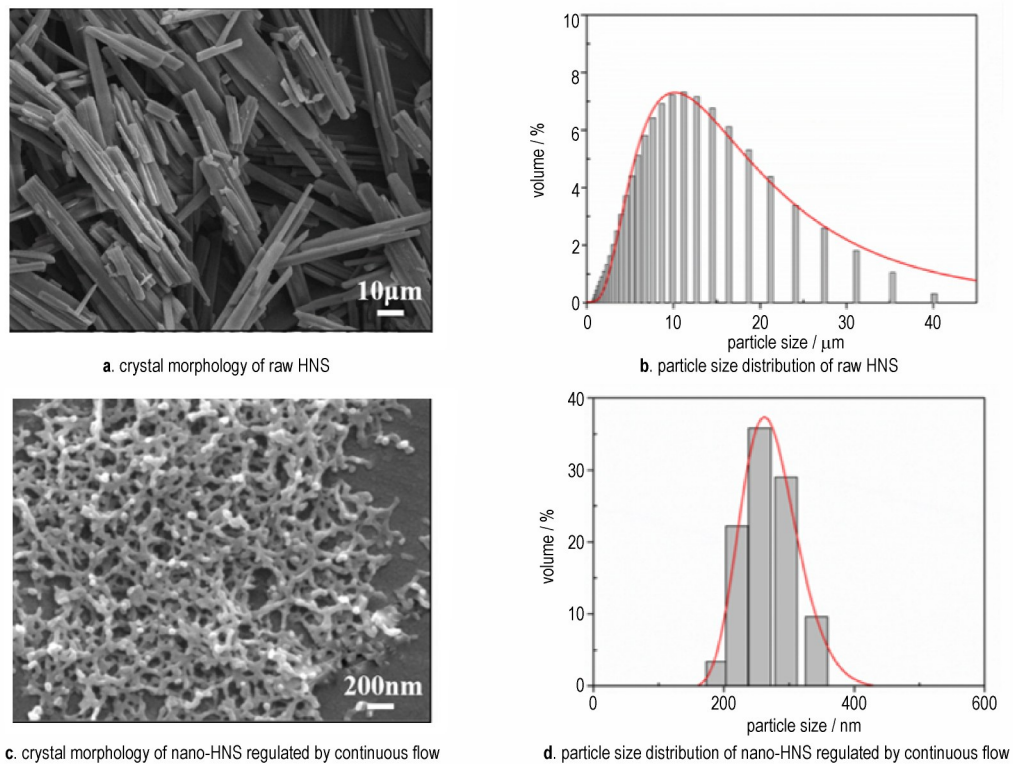 10μm
a. crystal morphology of raw HNS
10
8
6
4
2
0
volume / %
0 10 20 30 40
particle size / μm
b. particle size distribution of raw HNS
200nm
c. crystal morphology of nano-HNS regulated by continuous flow
40
30
20
10
0
volume / %
0 200 400 600
particle size / nm
d. particle size distribution of nano-HNS regulated by continuous flow